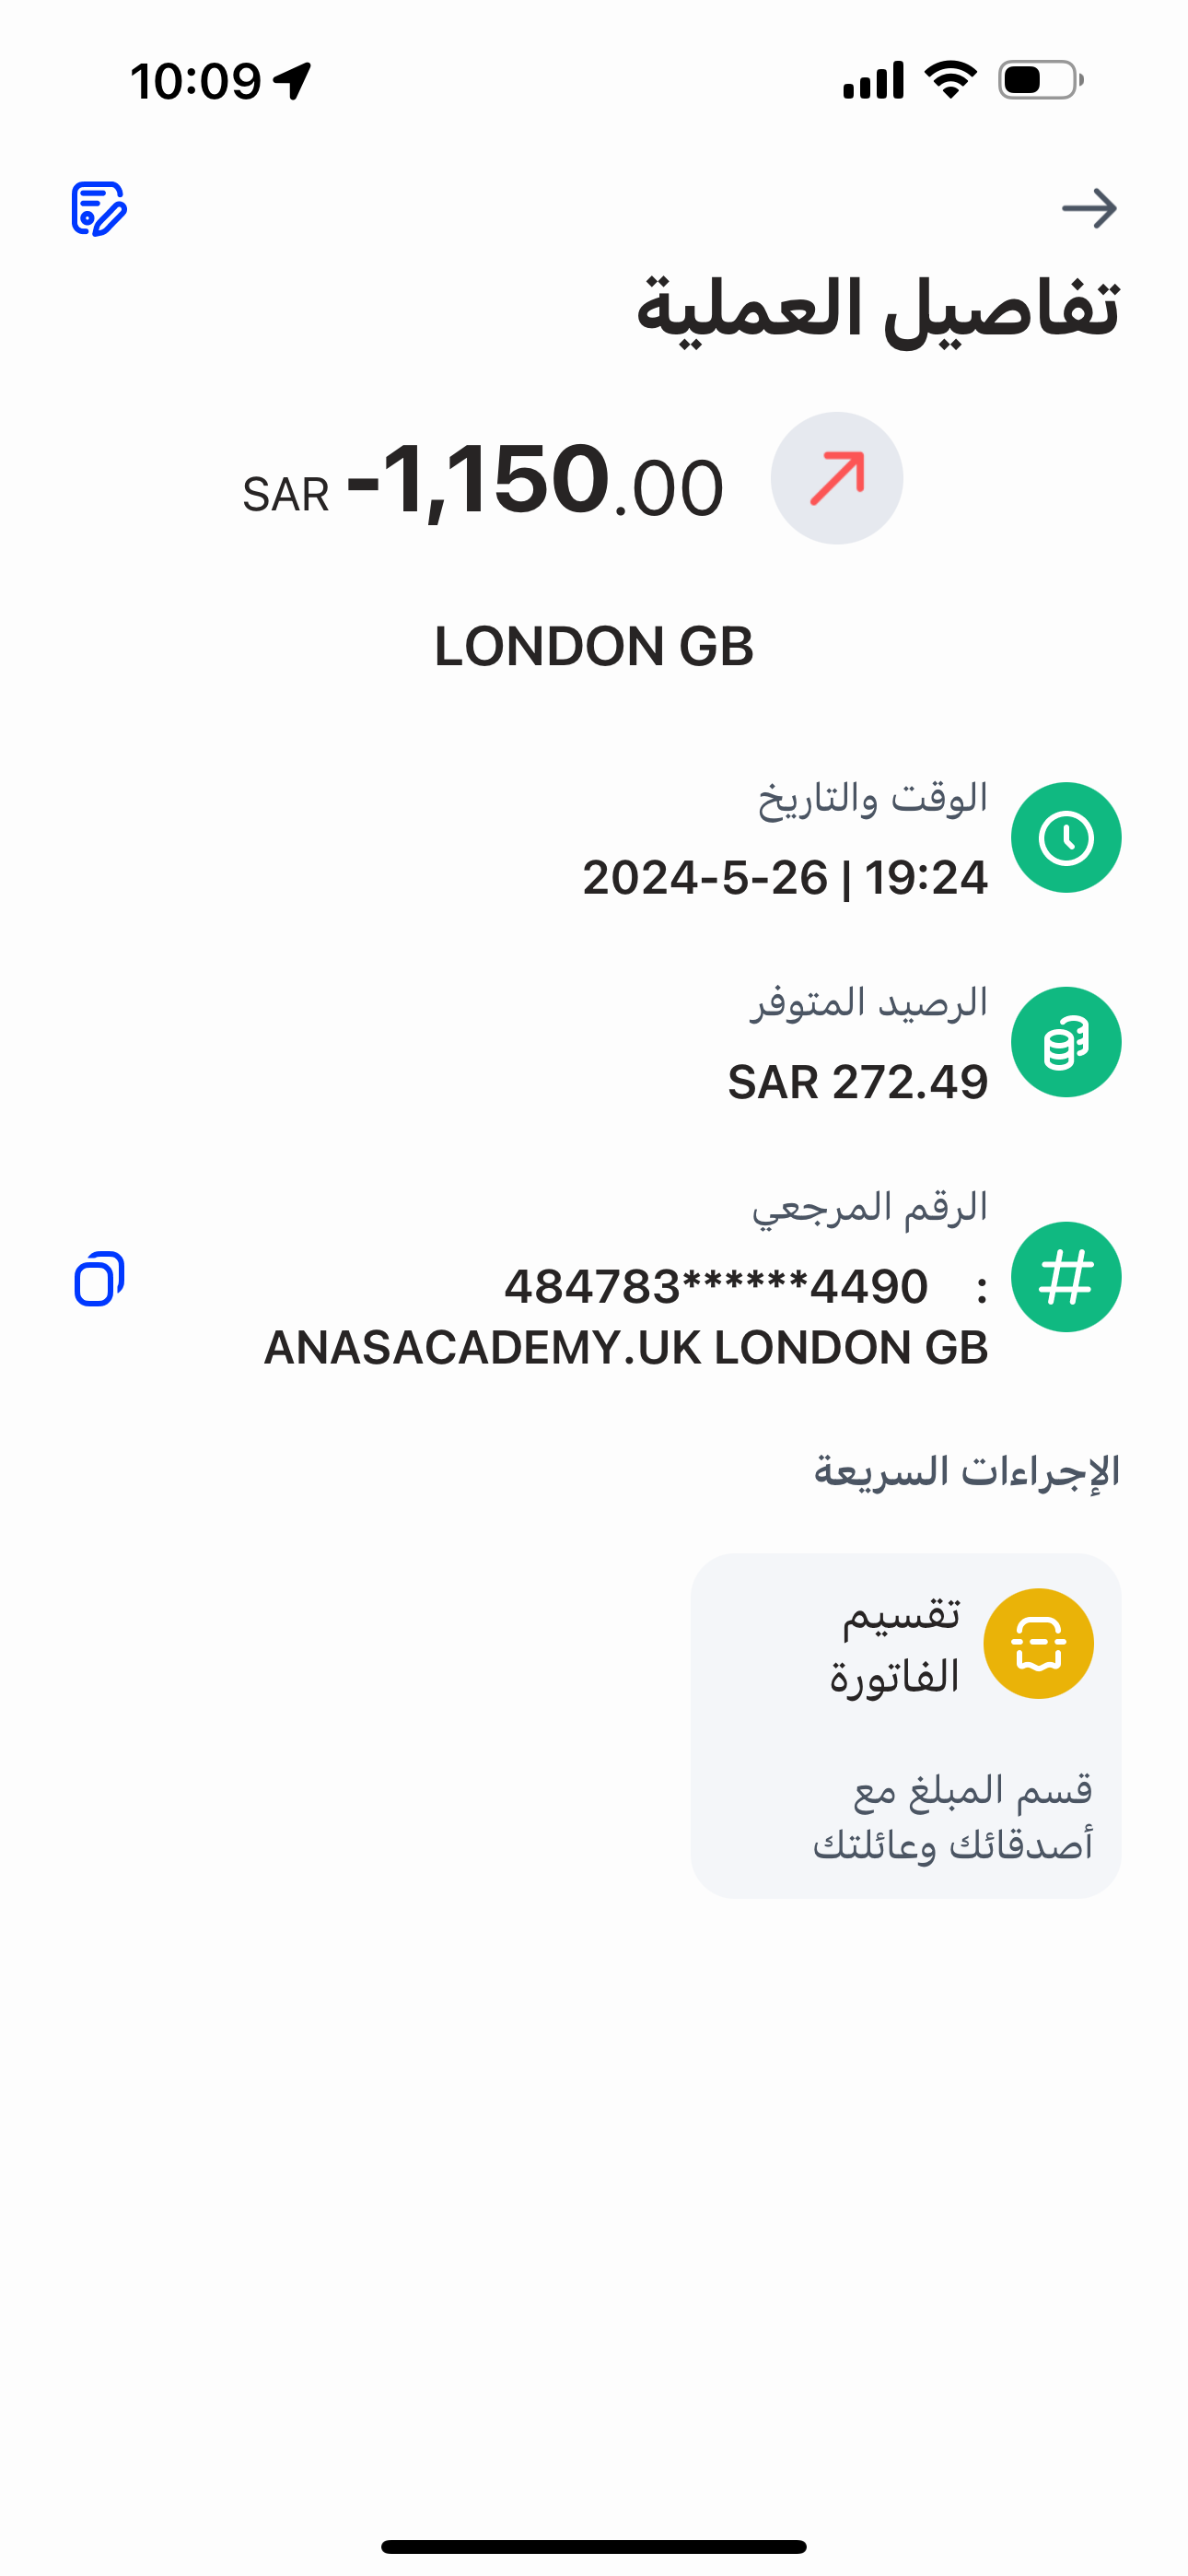 10:09
تفاصيل العملية
SAR -1,150.00
LONDON GB
الوقت والتاريخ
2024-5-26 | 19:24
الرصيد المتوفر
SAR 272.49
الرقم المرجعي
484783******4490 :
ANASACADEMY.UK LONDON GB
الإجراءات السريعة
تقسيم
الفاتورة
قسم المبلغ مع
أصدقائك وعائلتك